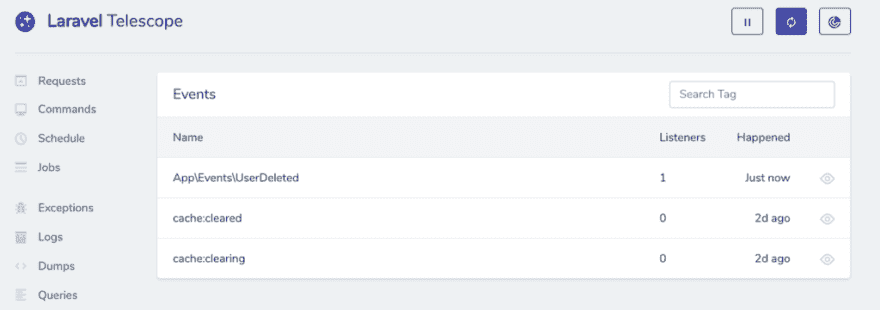 Laravel Telescope
Requests
Commands
Schedule
Jobs
Exceptions
Logs
Dumps
Queries
Events
Search Tag
Name Listeners Happened
App\Events\UserDeleted 1 Just now
cache:cleared 0 2d ago
cache:clearing 0 2d ago